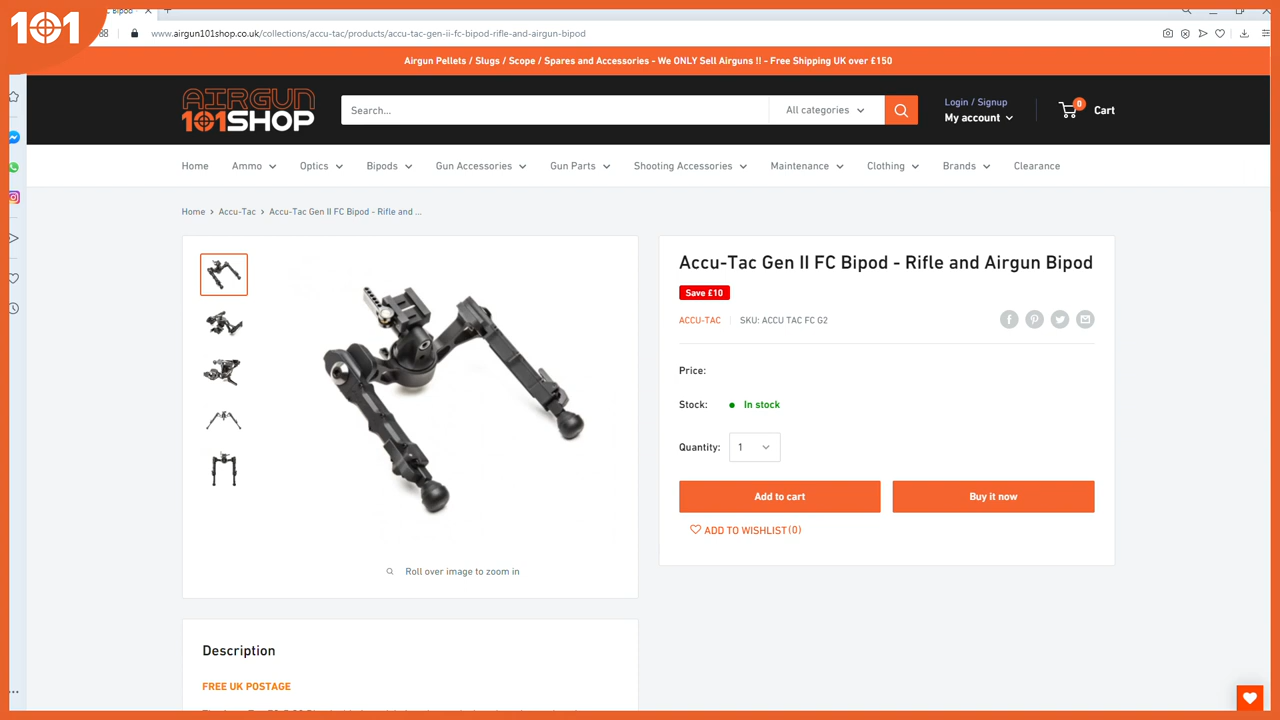 101
Bipod
88
www.airgun101shop.co.uk/collections/accu-tac/products/accu-tac-gen-ii-fc-bipod-rifle-and-airgun-bipod
Airgun Pellets / Slugs / Scope / Spares and Accessories - We ONLY Sell Airguns !! - Free Shipping UK over £150
AIRGUN
101SHOP
Search...
All categories
Login / Signup
My account
0
Cart
Home
Ammo
Optics
Bipods
Gun Accessories
Gun Parts
Shooting Accessories
Maintenance
Clothing
Brands
Clearance
Home > Accu-Tac > Accu-Tac Gen II FC Bipod - Rifle and ...
Accu-Tac Gen II FC Bipod - Rifle and Airgun Bipod
Save £10
ACCU-TAC
SKU: ACCU TAC FC G2
Price:
Stock:
In stock
Quantity:
1
Add to cart
Buy it now
ADD TO WISHLIST (0)
Roll over image to zoom in
Description
FREE UK POSTAGE